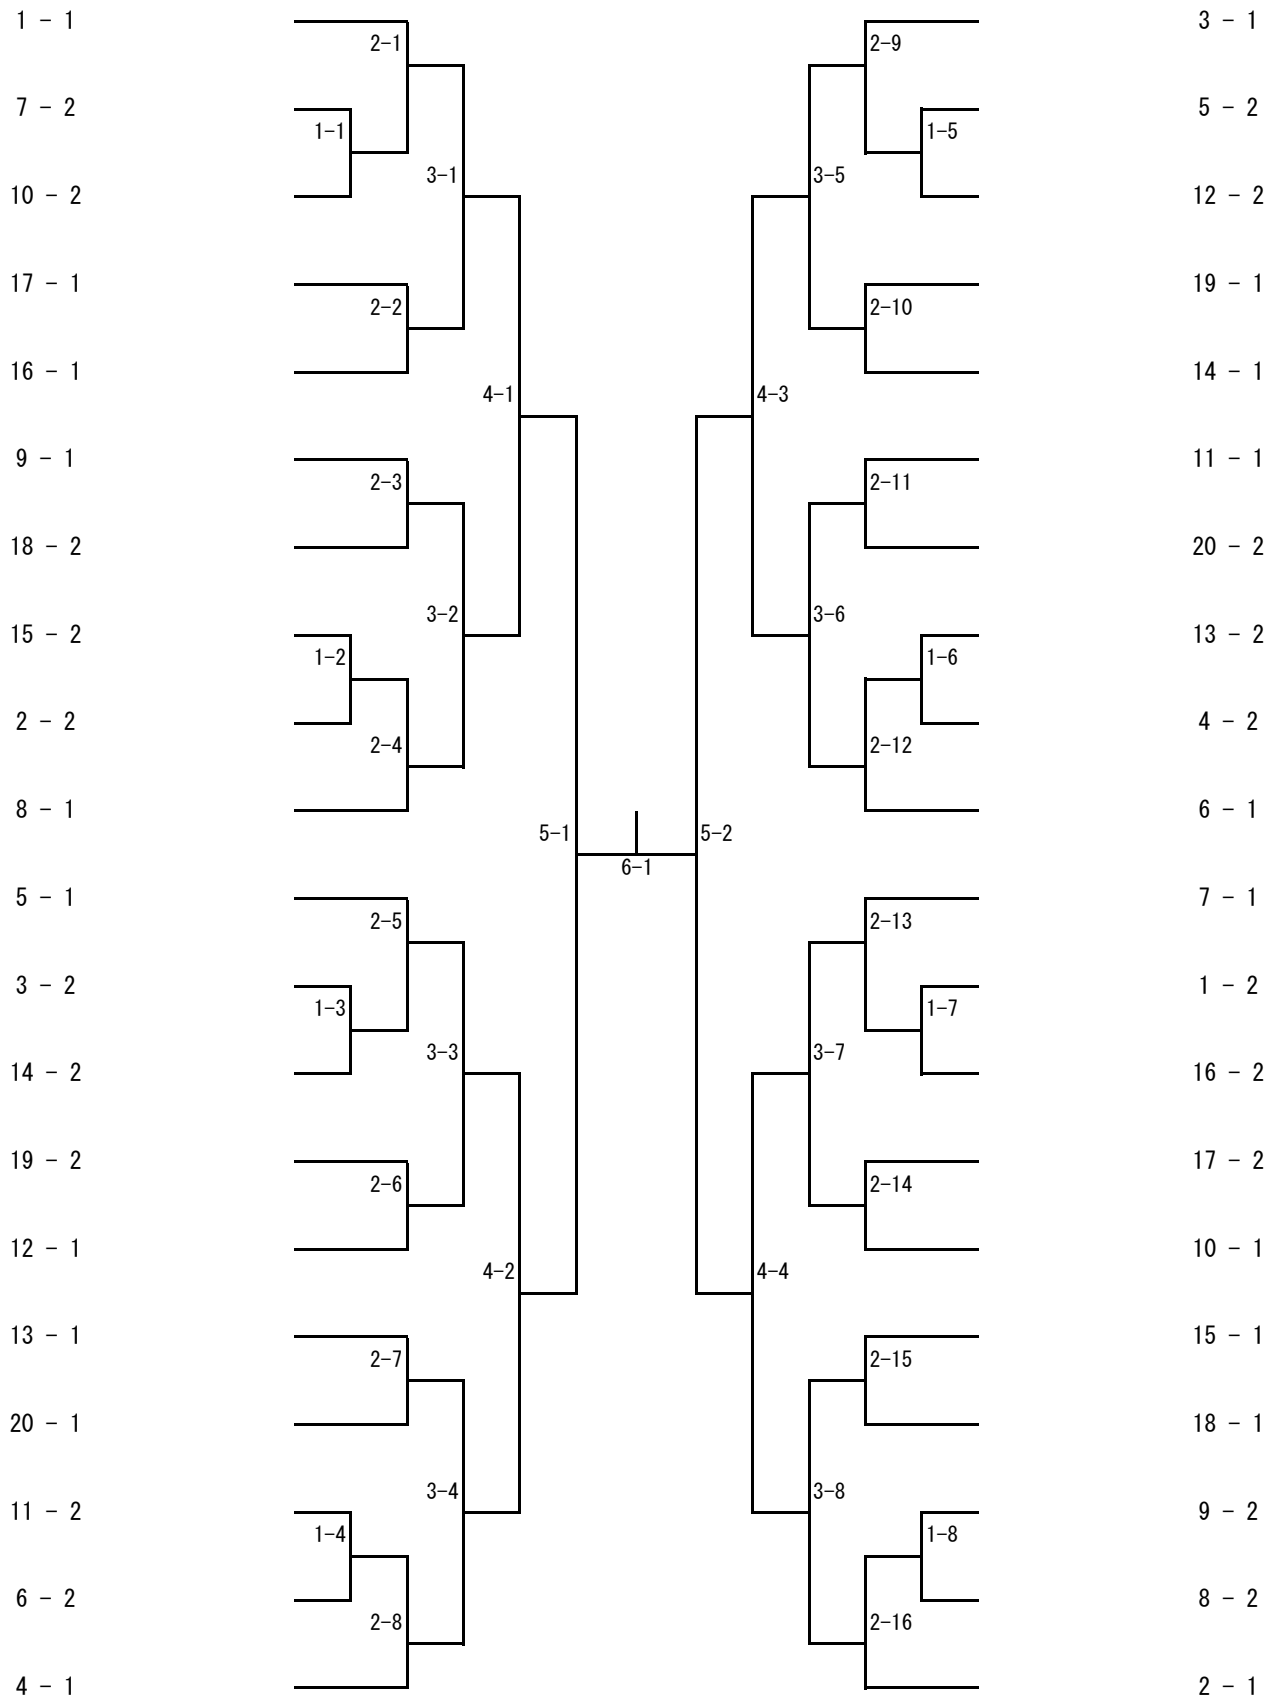 1 － 1
3 － 1
2−1
2−9
7 － 2
5 － 2
1−1
1−5
3−1
3−5
10 － 2
12 － 2
17 － 1
19 － 1
2−2
2−10
16 － 1
14 － 1
4−1
4−3
9 － 1
11 － 1
2−3
2−11
18 － 2
20 － 2
3−2
3−6
15 － 2
13 － 2
1−2
1−6
2 － 2
4 － 2
2−4
2−12
8 － 1
6 － 1
5−1
5−2
6−1
5 － 1
7 － 1
2−5
2−13
3 － 2
1 － 2
1−3
1−7
3−3
3−7
14 － 2
16 － 2
19 － 2
17 － 2
2−6
2−14
12 － 1
10 － 1
4−2
4−4
13 － 1
15 － 1
2−7
2−15
20 － 1
18 － 1
3−4
3−8
11 － 2
9 － 2
1−4
1−8
6 － 2
8 － 2
2−8
2−16
4 － 1
2 － 1